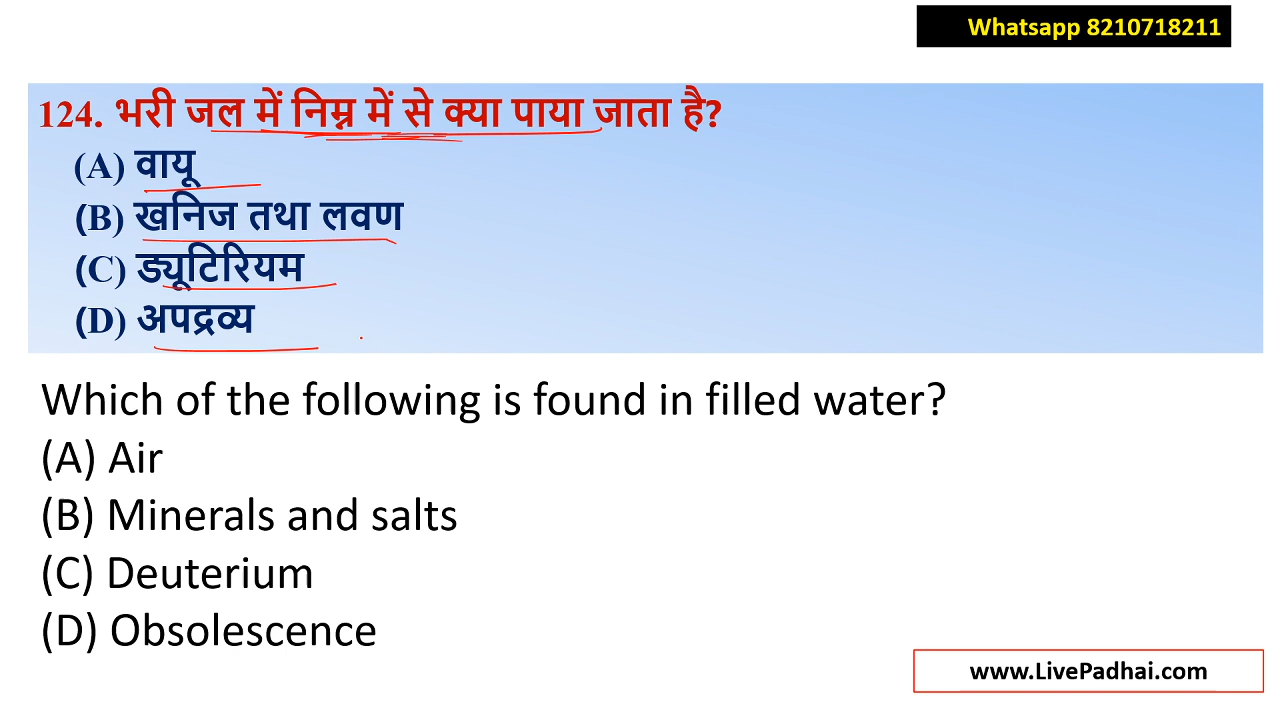 Whatsapp 8210718211
124. भरी जल में निम्न में से क्या पाया जाता है?
(A) वायू
(B) खनिज तथा लवण
(C) ड्यूटिरियम
(D) अपद्रव्य
Which of the following is found in filled water?
(A) Air
(B) Minerals and salts
(C) Deuterium
(D) Obsolescence
www.LivePadhai.com